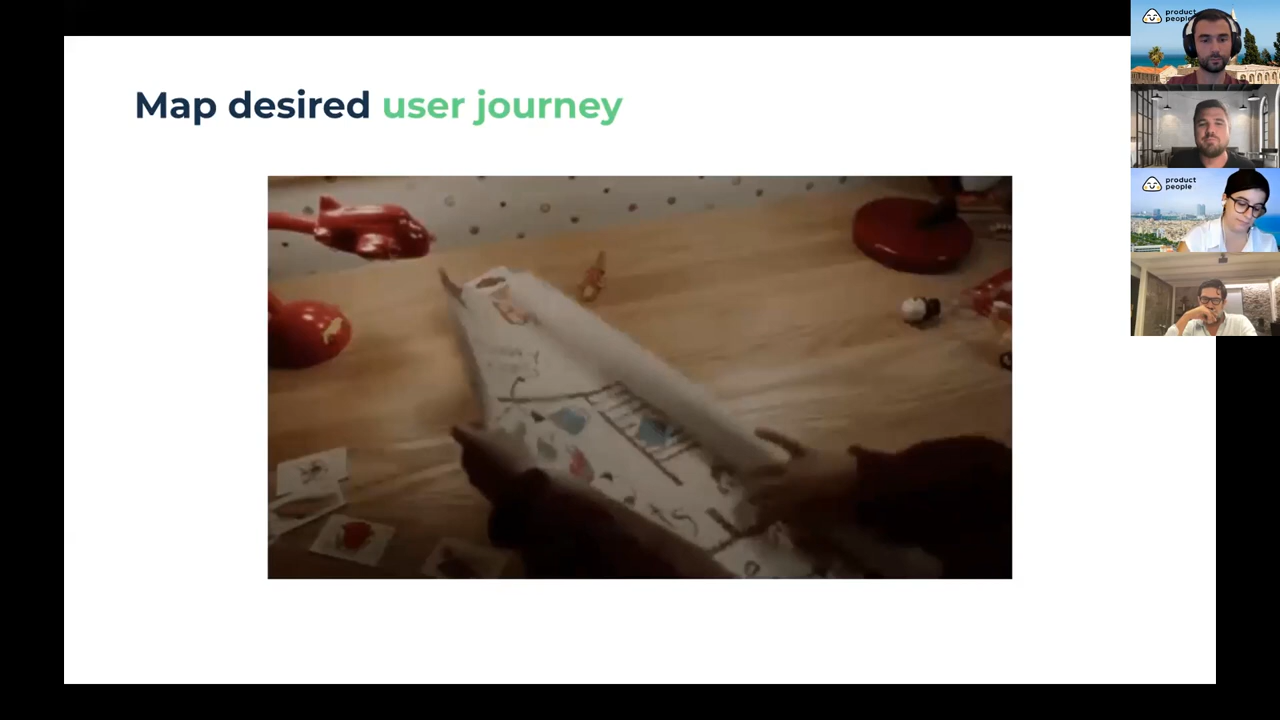 Map desired user journey
product
people
product
people